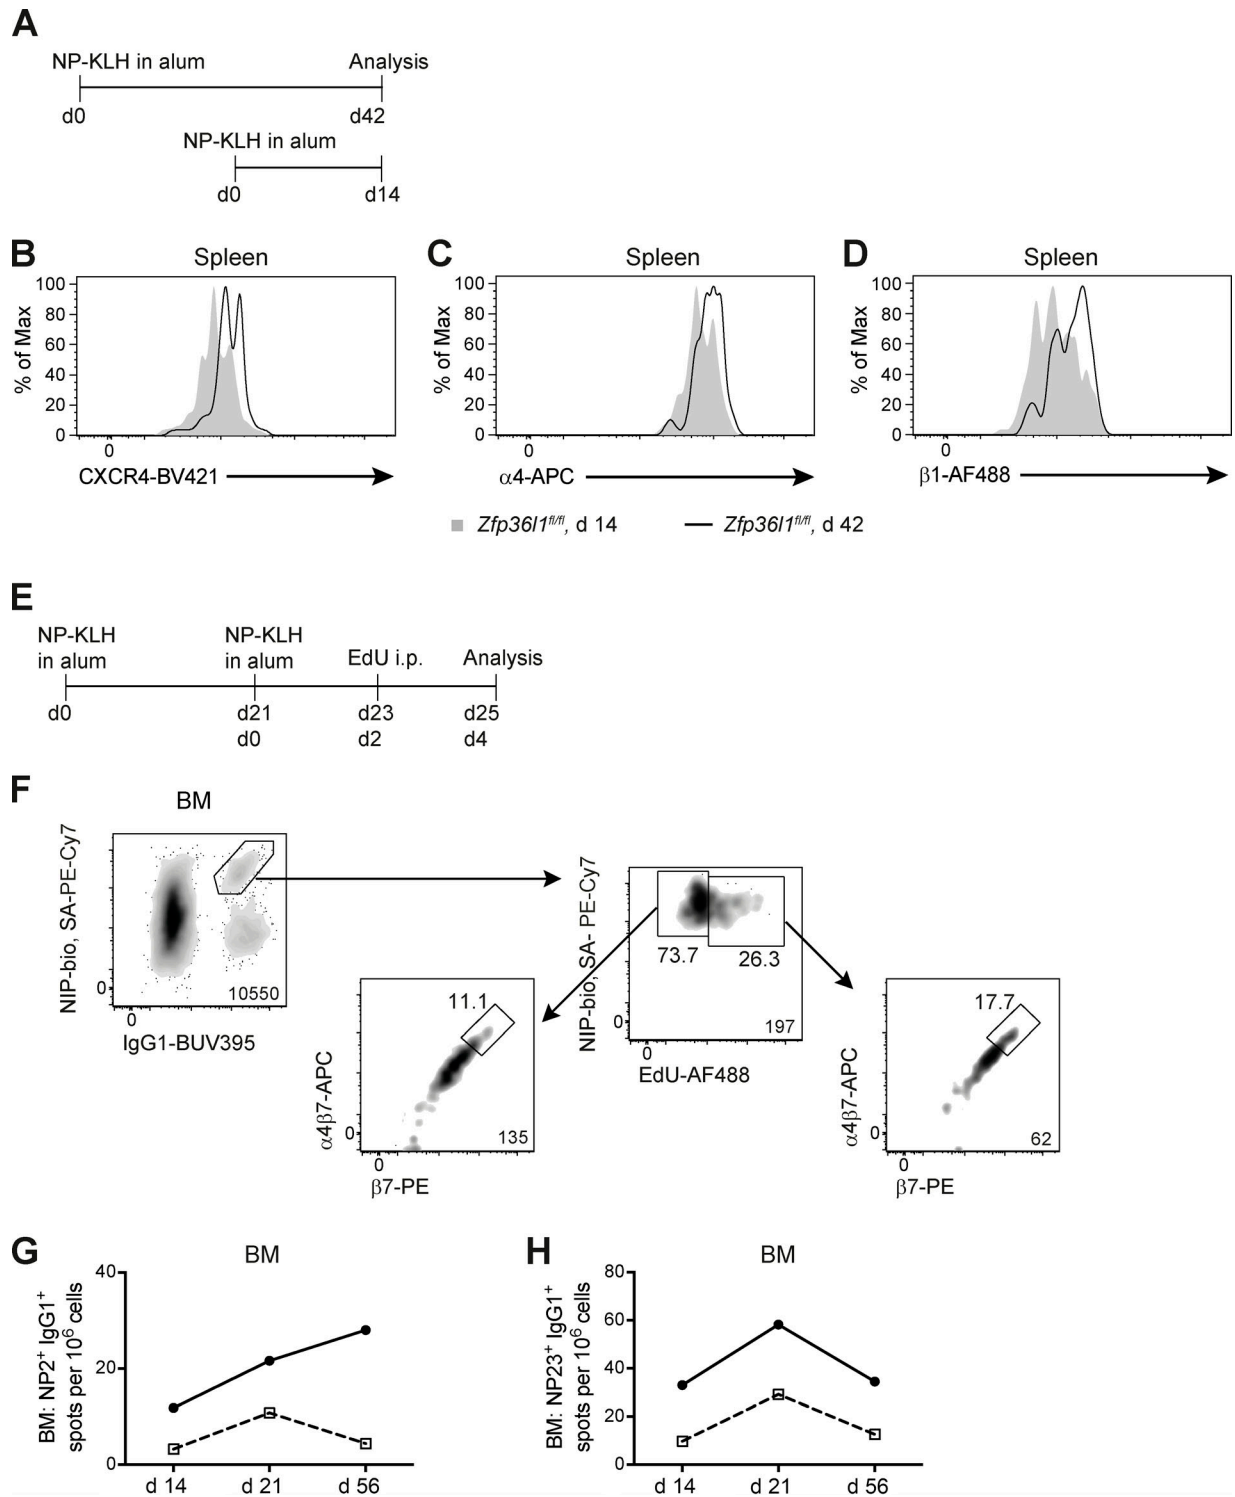 A
NP-KLH in alum Analysis
d0 d42
NP-KLH in alum
d0 d14
B C D
Spleen Spleen Spleen
% of Max
100
80
60
40
20
0
0
CXCR4-BV421
% of Max
100
80
60
40
20
0
0
α4-APC
% of Max
100
80
60
40
20
0
0
β1-AF488
Zfp36l1fl/fl, d 14 Zfp36l1fl/fl, d 42
E
NP-KLH NP-KLH
in alum in alum EdU i.p. Analysis
d0 d21 d23 d25
d0 d2 d4
F
BM
NIP-bio, SA-PE-Cy7
0
10550
0
IgG1-BUV395
NIP-bio, SA- PE-Cy7
73.7 26.3
0
197
0
EdU-AF488
11.1
α4β7-APC
0
135
0
β7-PE
17.7
α4β7-APC
0
62
0
β7-PE
G
BM
BM: NP2+ IgG1+
spots per 10^6 cells
40
20
0
d 14 d 21 d 56
H
BM
BM: NP23+ IgG1+
spots per 10^6 cells
80
60
40
20
0
d 14 d 21 d 56